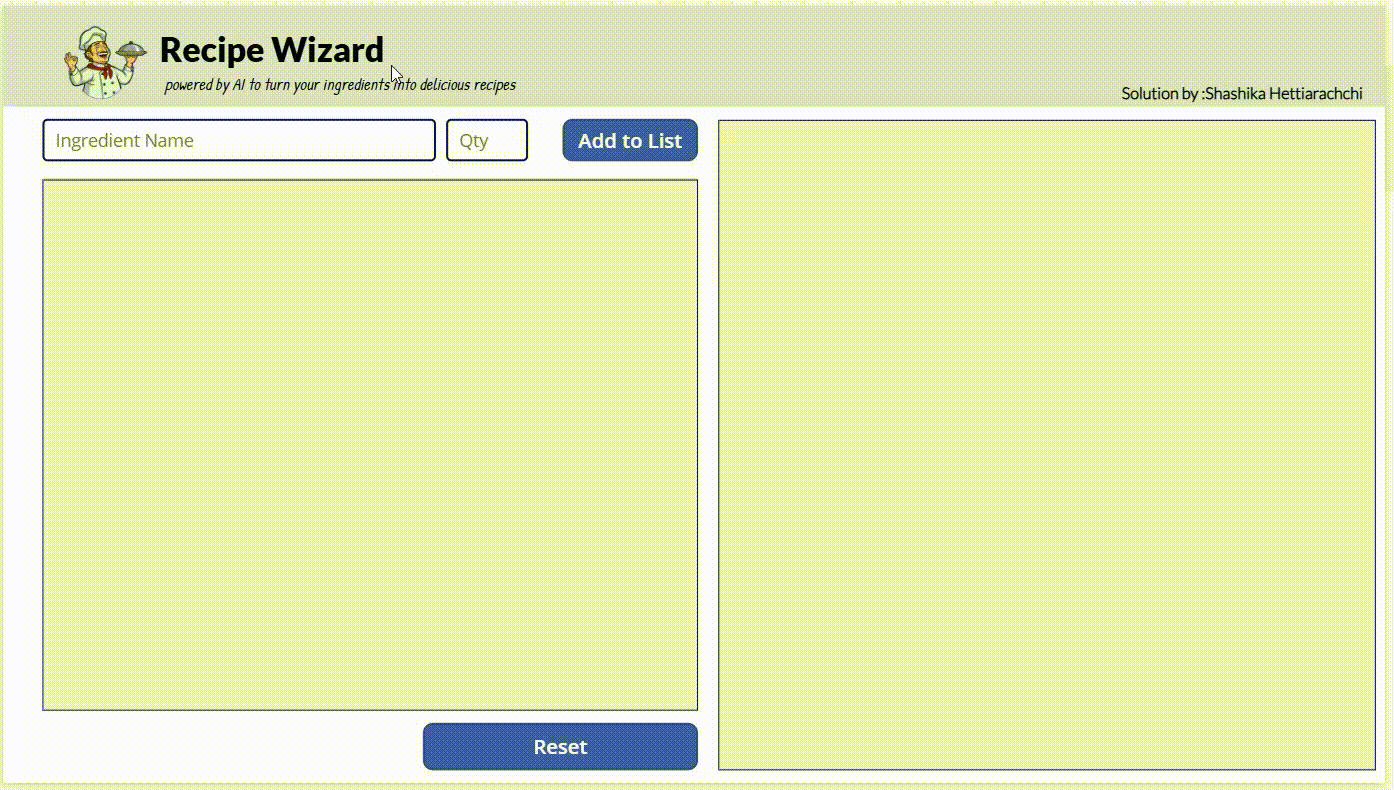 Recipe Wizard
powered by AI to turn your ingredients into delicious recipes
Solution by :Shashika Hettiarachchi
Ingredient Name
Qty
Add to List
Reset